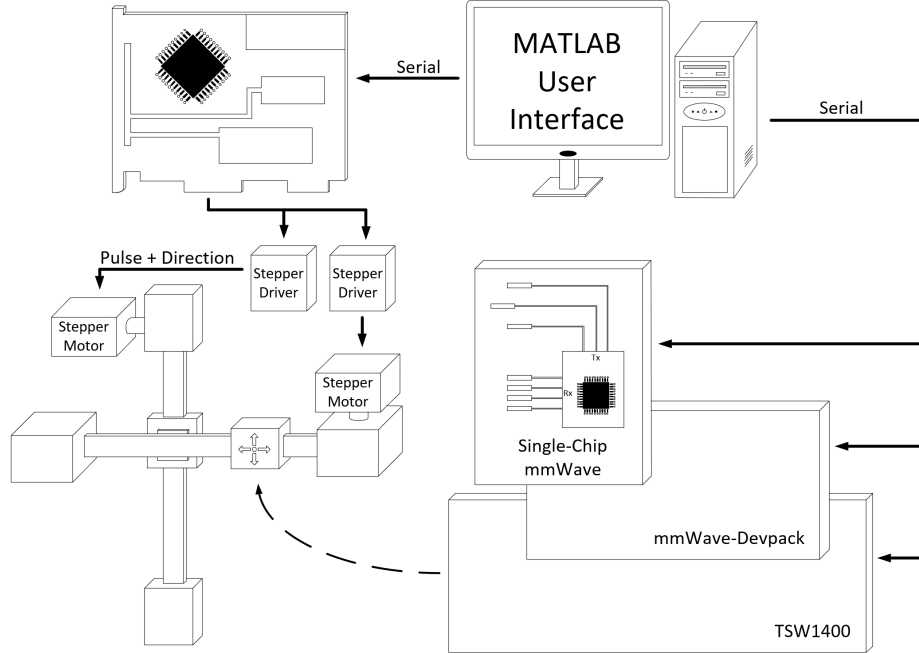 Serial
MATLAB
User
Interface
Serial
Pulse + Direction
Stepper
Driver
Stepper
Driver
Stepper
Motor
Stepper
Motor
Tx
Rx
Single-Chip
mmWave
mmWave-Devpack
TSW1400